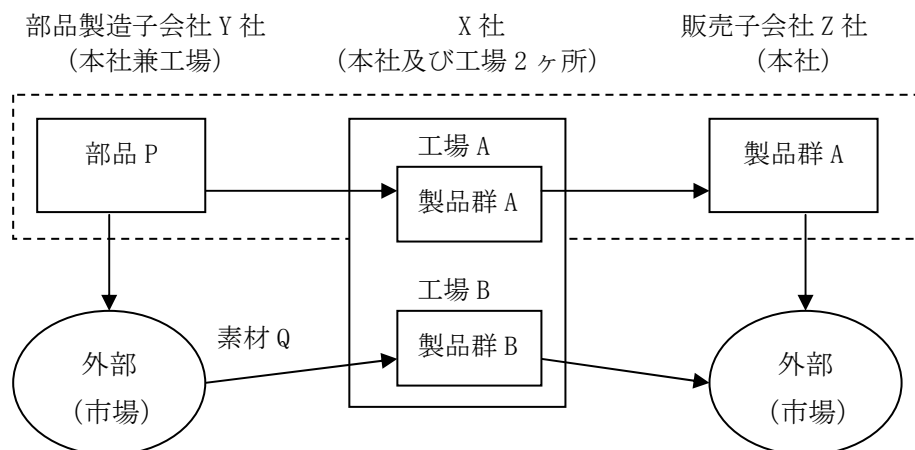 部品製造子会社Y社
(本社兼工場)
X社
(本社及び工場2ヶ所)
販売子会社Z社
(本社)
部品P
工場A
製品群A
製品群A
工場B
製品群B
素材Q
外部
(市場)
外部
(市場)